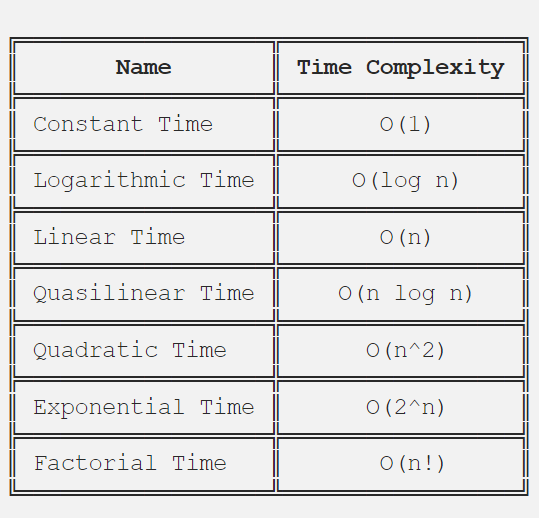 Name Time Complexity
Constant Time O(1)
Logarithmic Time O(log n)
Linear Time O(n)
Quasilinear Time O(n log n)
Quadratic Time O(n^2)
Exponential Time O(2^n)
Factorial Time O(n!)